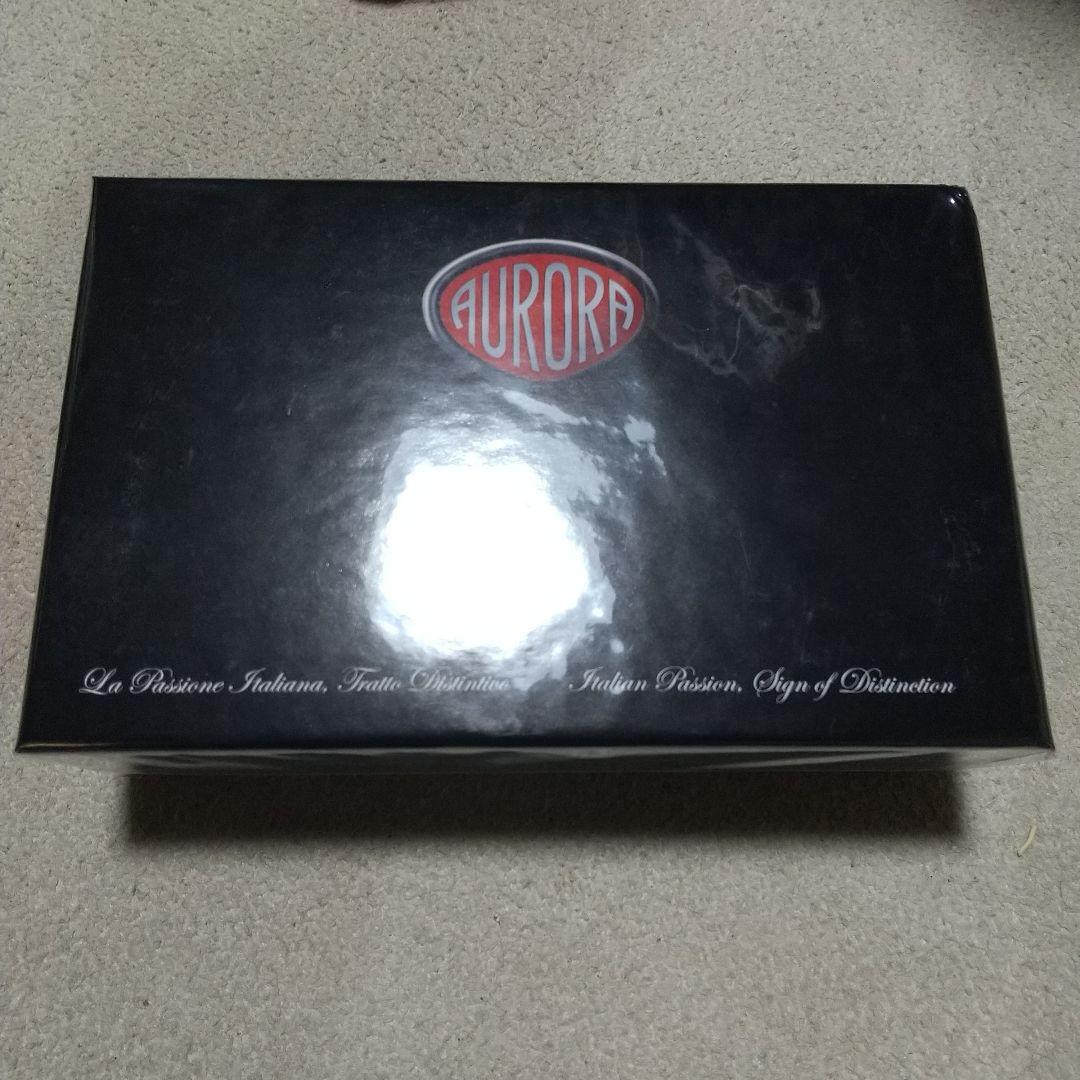 AURORA
La Passione Italiana, Tratto Distintivo Italian Passion, Sign of Distinction